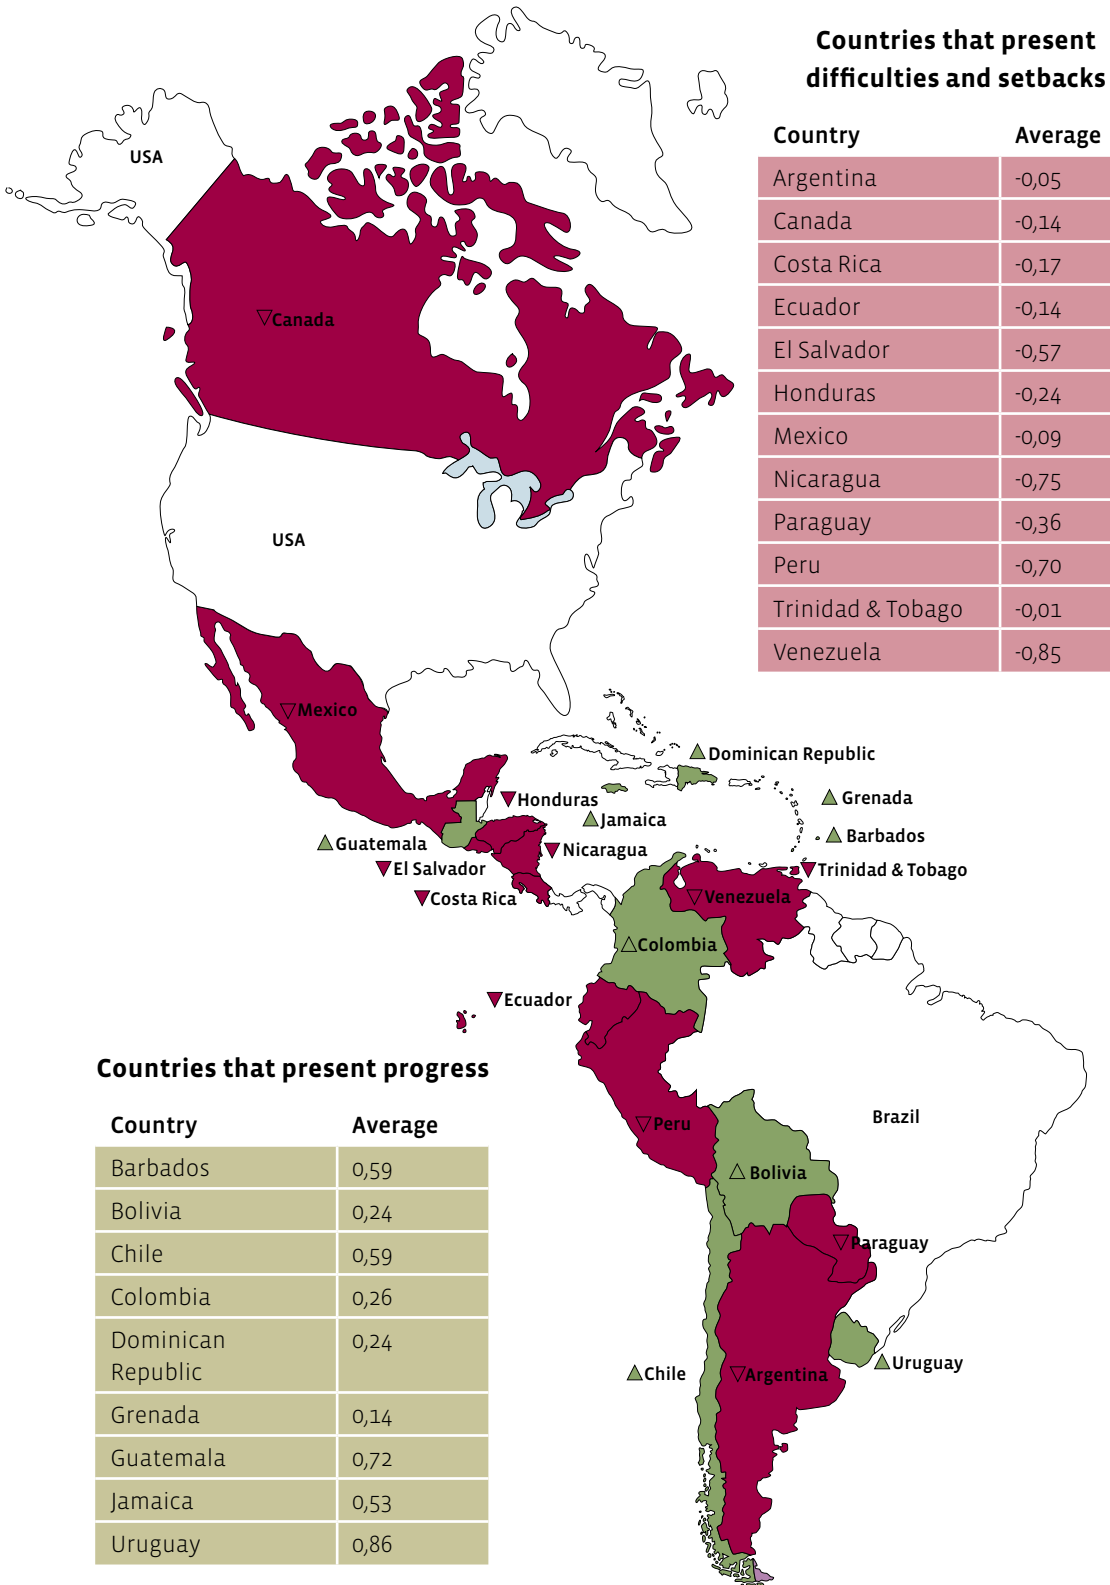 Countries that present
difficulties and setbacks
Country Average
Argentina -0,05
Canada -0,14
Costa Rica -0,17
Ecuador -0,14
El Salvador -0,57
Honduras -0,24
Mexico -0,09
Nicaragua -0,75
Paraguay -0,36
Peru -0,70
Trinidad & Tobago -0,01
Venezuela -0,85
USA
Canada
USA
Mexico
Dominican Republic
Grenada
Honduras
Jamaica
Barbados
Guatemala
Nicaragua
El Salvador
Trinidad & Tobago
Costa Rica
Venezuela
Colombia
Ecuador
Brazil
Peru
Bolivia
Paraguay
Uruguay
Chile
Argentina
Countries that present progress
Country Average
Barbados 0,59
Bolivia 0,24
Chile 0,59
Colombia 0,26
Dominican
Republic 0,24
Grenada 0,14
Guatemala 0,72
Jamaica 0,53
Uruguay 0,86